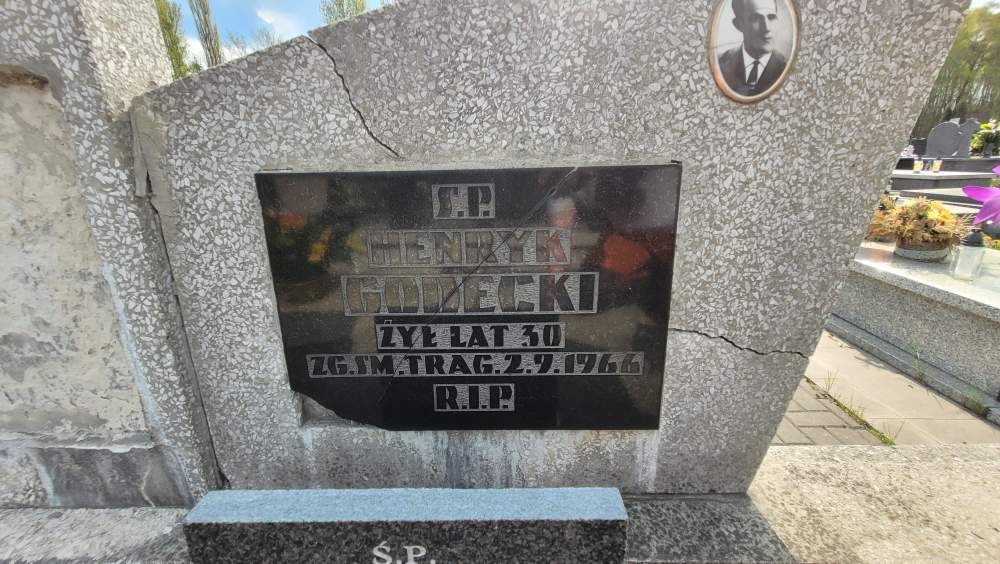 Ś.P.
HENRYK
GODECKI
ŻYŁ LAT 30
ZG.ŚM.TRAG.2.9.1966
R.I.P.
Ś.P.